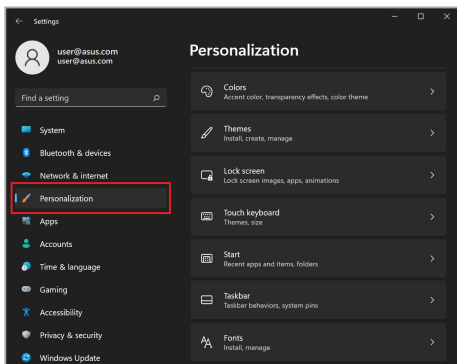 Settings
user@asus.com
user@asus.com
Find a setting
System
Bluetooth & devices
Network & internet
Personalization
Apps
Accounts
Time & language
Gaming
Accessibility
Privacy & security
Windows Update
Personalization
Colors
Accent color, transparency effects, color theme
Themes
Install, create, manage
Lock screen
Lock screen images, apps, animations
Touch keyboard
Themes, size
Start
Recent apps and items, folders
Taskbar
Taskbar behaviors, system pins
Fonts
Install, manage